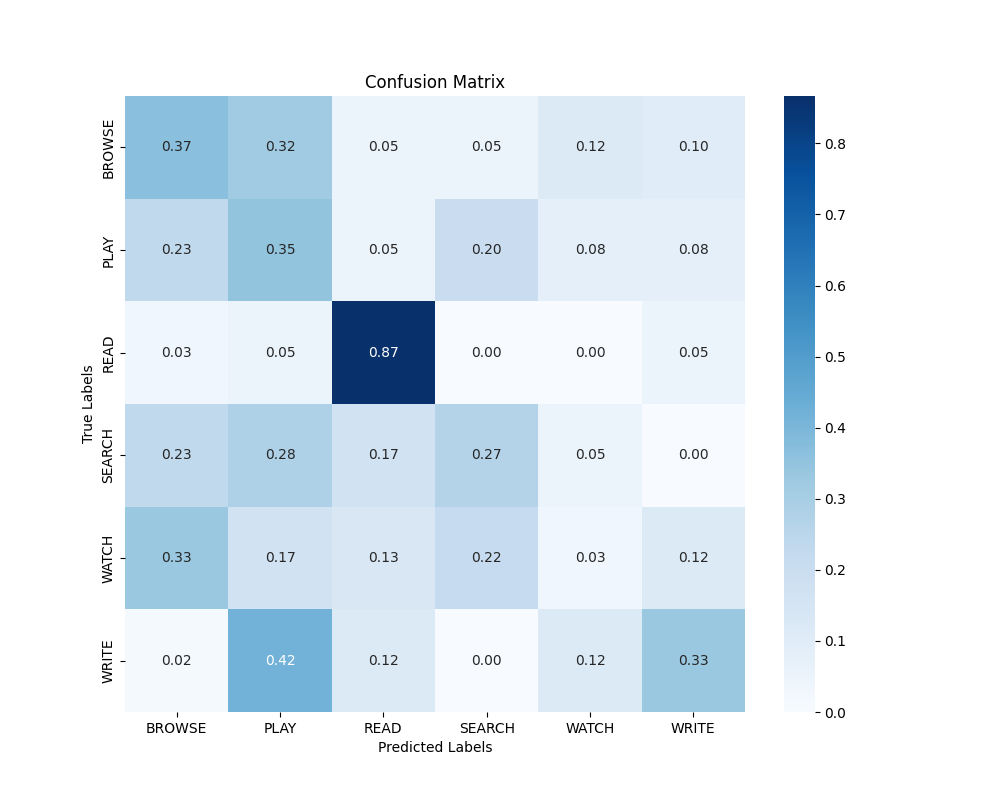 Confusion Matrix
BROWSE 0.37 0.32 0.05 0.05 0.12 0.10
PLAY 0.23 0.35 0.05 0.20 0.08 0.08
READ 0.03 0.05 0.87 0.00 0.00 0.05
SEARCH 0.23 0.28 0.17 0.27 0.05 0.00
WATCH 0.33 0.17 0.13 0.22 0.03 0.12
WRITE 0.02 0.42 0.12 0.00 0.12 0.33
True Labels
BROWSE PLAY READ SEARCH WATCH WRITE
Predicted Labels
0.8
0.7
0.6
0.5
0.4
0.3
0.2
0.1
0.0